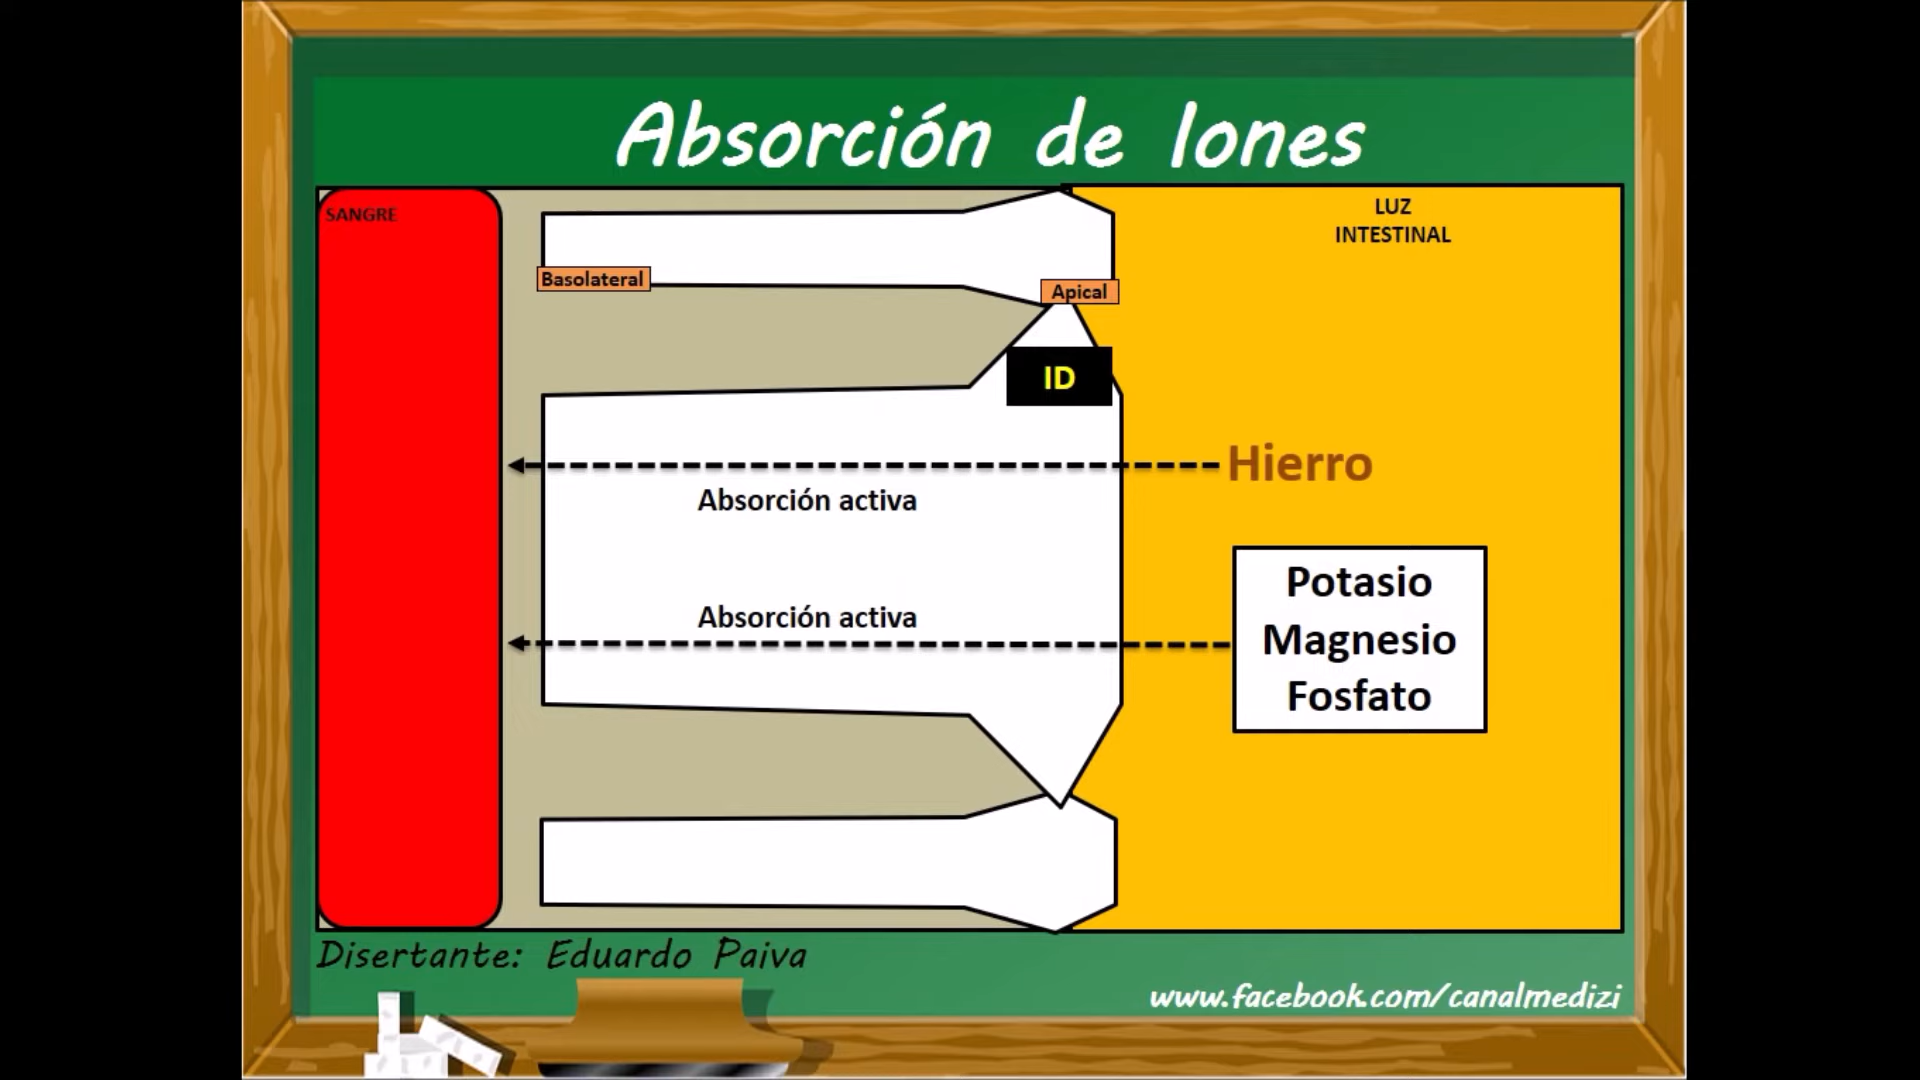 Absorción de Iones
SANGRE
LUZ
INTESTINAL
Basolateral
Apical
ID
Hierro
Absorción activa
Absorción activa
Potasio
Magnesio
Fosfato
Disertante: Eduardo Paiva
www.facebook.com/canalmedizi